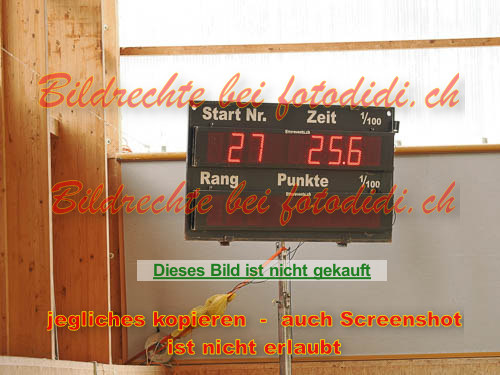 Bildrechte bei fotodidi.ch
Start Nr. Zeit 1/100
27 25.6
Rang Punkte 1/100
Bildrechte bei fotodidi.ch
Dieses Bild ist nicht gekauft
jegliches kopieren - auch Screenshot
ist nicht erlaubt